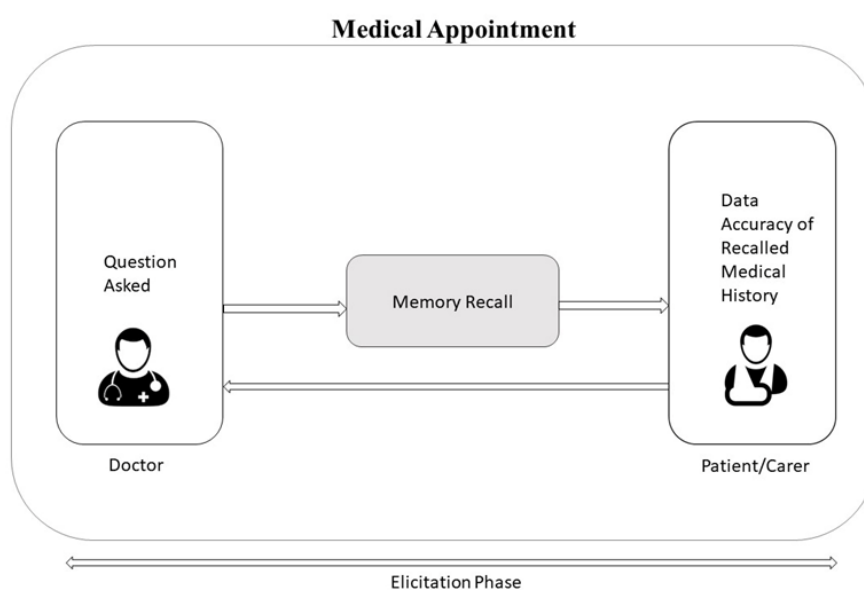 Medical Appointment
Question
Asked
Doctor
Memory Recall
Data
Accuracy of
Recalled
Medical
History
Patient/Carer
Elicitation Phase